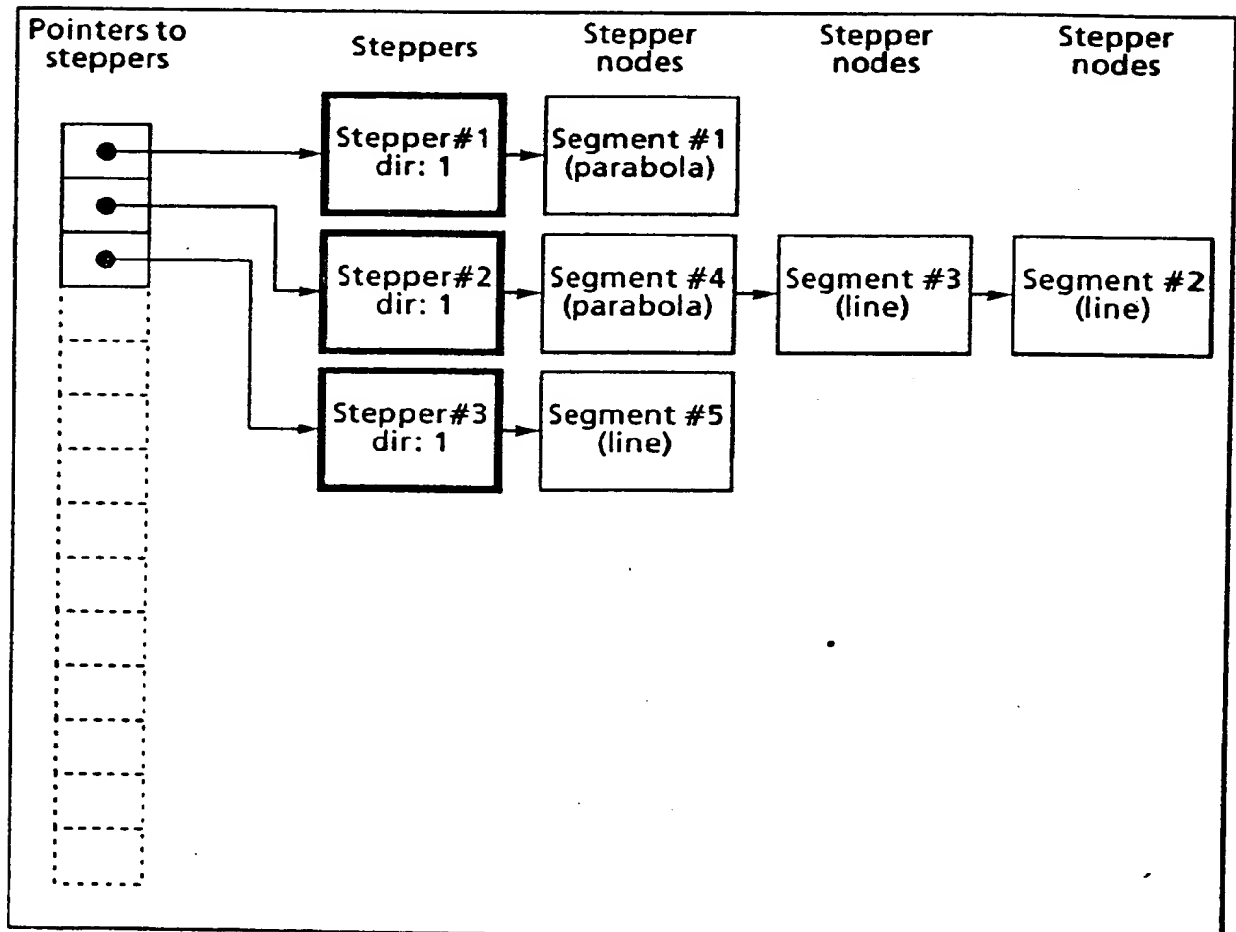 Pointers to
steppers
Steppers
Stepper
nodes
Stepper
nodes
Stepper
nodes
Stepper#1
dir: 1
Segment #1
(parabola)
Stepper#2
dir: 1
Segment #4
(parabola)
Segment #3
(line)
Segment #2
(line)
Stepper#3
dir: 1
Segment #5
(line)